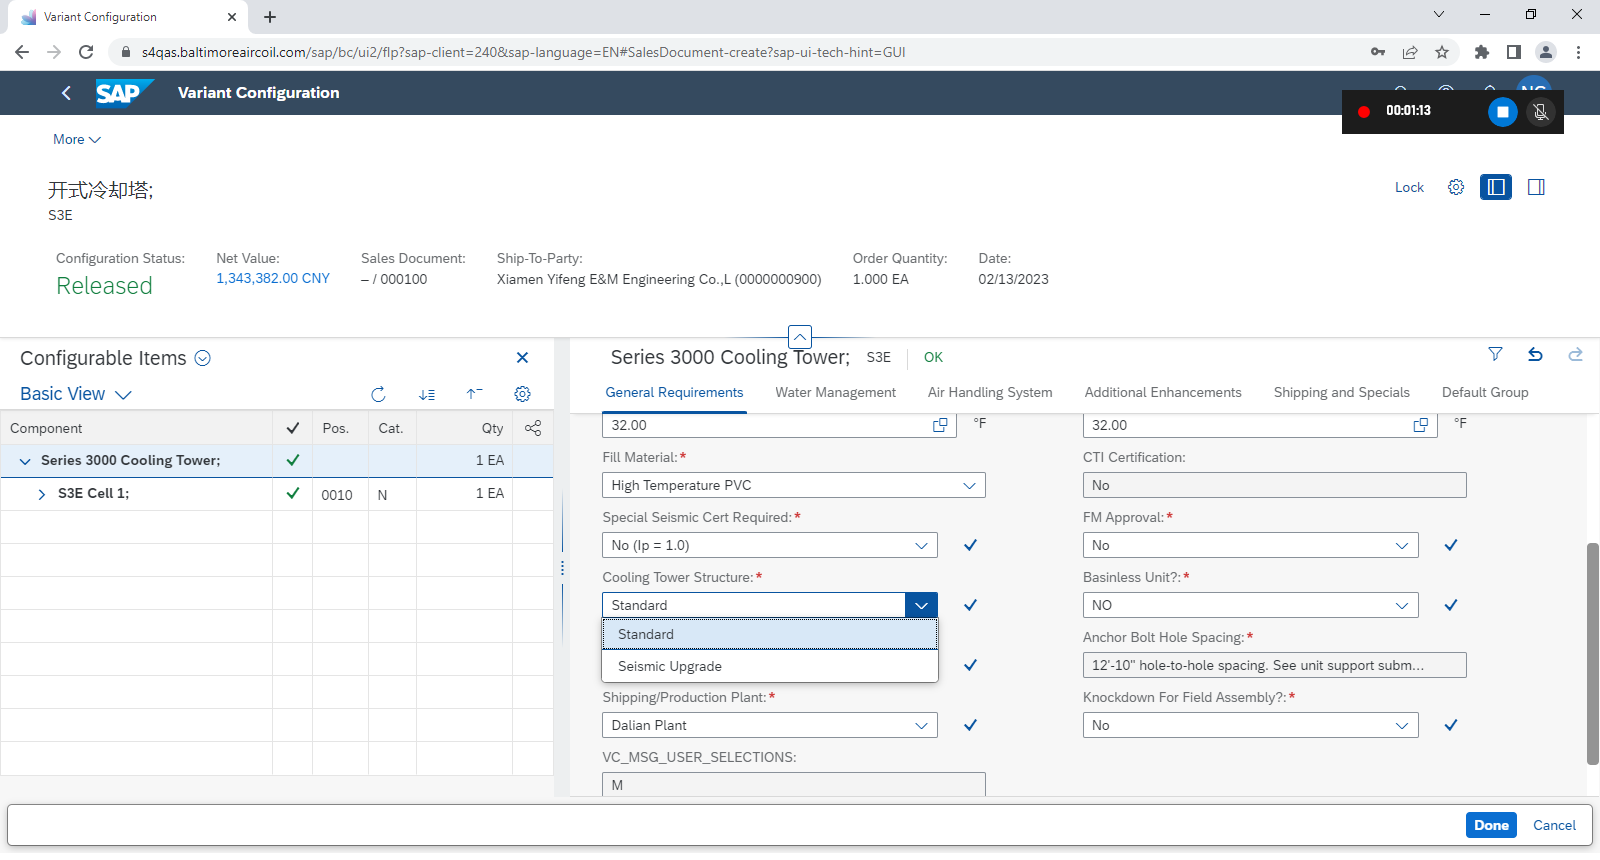 Variant Configuration
s4qas.baltimoreaircoil.com/sap/bc/ui2/flp?sap-client=240&sap-language=EN#SalesDocument-create?sap-ui-tech-hint=GUI
SAP Variant Configuration
00:01:13
More
开式冷却塔;
S3E
Lock
Configuration Status: Net Value: Sales Document: Ship-To-Party: Order Quantity: Date:
Released 1,343,382.00 CNY – / 000100 Xiamen Yifeng E&M Engineering Co.,L (0000000900) 1.000 EA 02/13/2023
Configurable Items
Basic View
Component Pos. Cat. Qty
Series 3000 Cooling Tower; 1 EA
S3E Cell 1; 0010 N 1 EA
Series 3000 Cooling Tower; S3E OK
General Requirements Water Management Air Handling System Additional Enhancements Shipping and Specials Default Group
32.00 °F 32.00 °F
Fill Material:* CTI Certification:
High Temperature PVC No
Special Seismic Cert Required:* FM Approval:*
No (Ip = 1.0) No
Cooling Tower Structure:* Basinless Unit?:*
Standard NO
Standard
Anchor Bolt Hole Spacing:*
Seismic Upgrade 12'-10" hole-to-hole spacing. See unit support subm...
Shipping/Production Plant:* Knockdown For Field Assembly?:*
Dalian Plant No
VC_MSG_USER_SELECTIONS:
M
Done Cancel